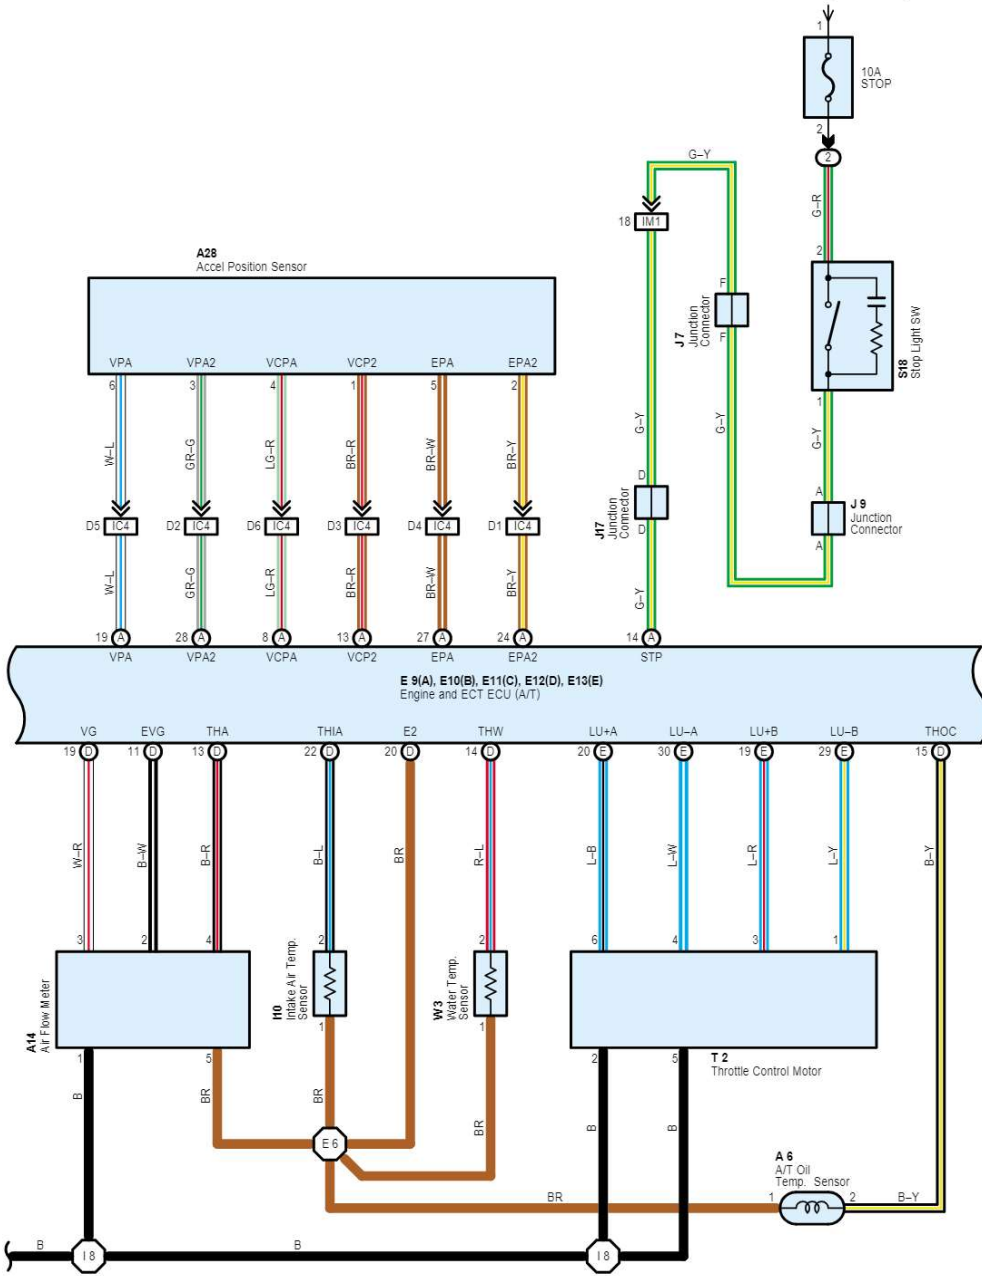 1
10A
STOP
2
2
G–Y
G–R
18 IM1
2
A28
Accel Position Sensor
F
J 7
Junction
Connector
F
S18
Stop Light SW
VPA VPA2 VCPA VCP2 EPA EPA2
6 3 4 1 5 2
1
W–L GR–G LG–R BR–R BR–W BR–Y
G–Y G–Y G–Y
D
A
J17
Junction
Connector
J 9
Junction
Connector
D5 IC4 D2 IC4 D6 IC4 D3 IC4 D4 IC4 D1 IC4
D
A
W–L GR–G LG–R BR–R BR–W BR–Y G–Y
19 A 28 A 8 A 13 A 27 A 24 A 14 A
VPA VPA2 VCPA VCP2 EPA EPA2 STP
E 9(A), E10(B), E11(C), E12(D), E13(E)
Engine and ECT ECU (A/T)
VG EVG THA THIA E2 THW LU+A LU–A LU+B LU–B THOC
19 D 11 D 13 D 22 D 20 D 14 D 20 E 30 E 19 E 29 E 15 D
W–R B–W B–R B–L BR R–L L–B L–W L–R L–Y B–Y
3 2 4 2 2 6 4 3 1
A14
Air Flow Meter
Intake Air Temp.
Sensor
W 3
Water Temp.
Sensor
1 1
1 5 2 5
T 2
Throttle Control Motor
B BR BR BR B B
E 6
A 6
A/T Oil
Temp. Sensor
BR 1 2 B–Y
B I 8 B I 8